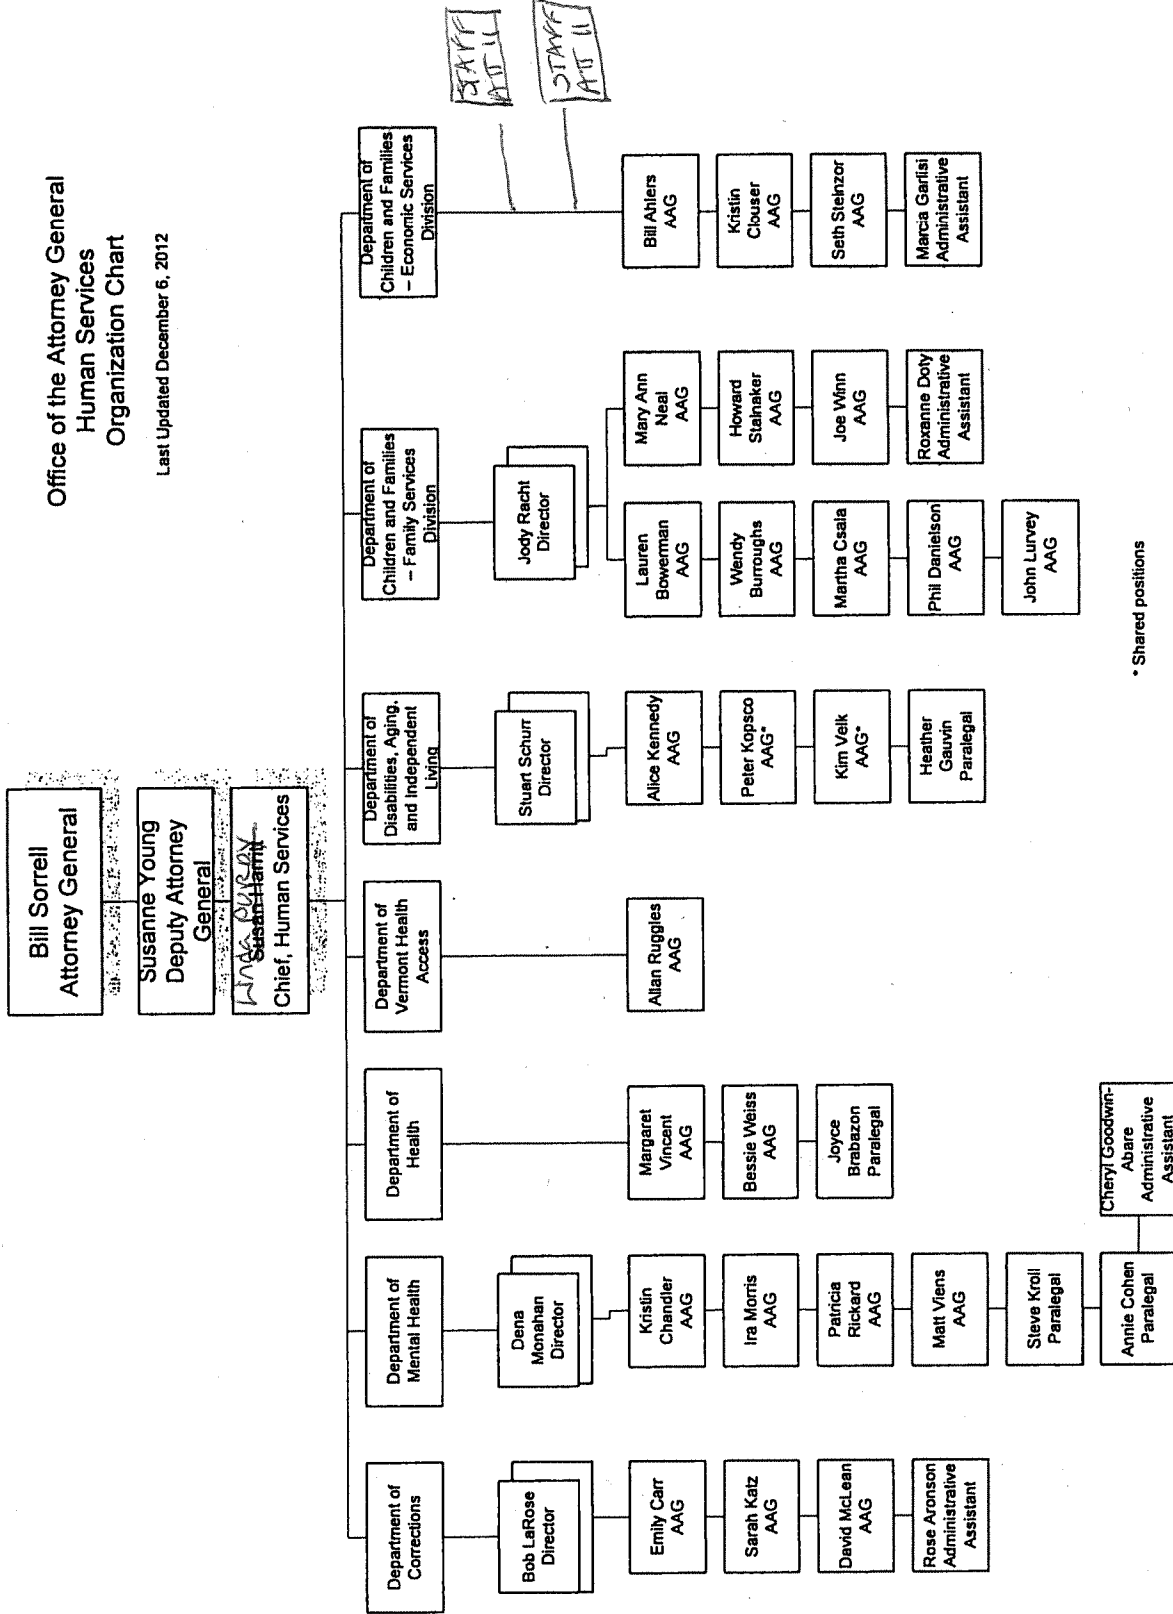 Office of the Attorney General
Human Services
Organization Chart
Last Updated December 6, 2012
Bill Sorrell
Attorney General
Susanne Young
Deputy Attorney
General
Linda PURDY
Susan
Chief, Human Services
Department of
Corrections
Bob LaRose
Director
Emily Carr
AAG
Sarah Katz
AAG
David McLean
AAG
Rose Aronson
Administrative
Assistant
Department of
Mental Health
Dena
Monahan
Director
Kristin
Chandler
AAG
Ira Morris
AAG
Patricia
Rickard
AAG
Matt Viens
AAG
Steve Kroll
Paralegal
Annie Cohen
Paralegal
Cheryl Goodwin-
Abare
Administrative
Assistant
Department of
Health
Margaret
Vincent
AAG
Bessie Weiss
AAG
Joyce
Brabazon
Paralegal
Department of
Vermont Health
Access
Allan Ruggles
AAG
Department of
Disabilities, Aging,
and Independent
Living
Stuart Schurr
Director
Alice Kennedy
AAG
Peter Kopsco
AAG*
Kim Velk
AAG*
Heather
Gauvin
Paralegal
Department of
Children and Families
– Family Services
Division
Jody Racht
Director
Lauren
Bowerman
AAG
Wendy
Burroughs
AAG
Martha Csala
AAG
Phil Danielson
AAG
John Lurvey
AAG
Mary Ann
Neal
AAG
Howard
Stalnaker
AAG
Joe Winn
AAG
Roxanne Doty
Administrative
Assistant
Department of
Children and Families
– Economic Services
Division
STAFF
ATT II
STAFF
ATT II
Bill Ahlers
AAG
Kristin
Clouser
AAG
Seth Steinzor
AAG
Marcia Garlisi
Administrative
Assistant
* Shared positions